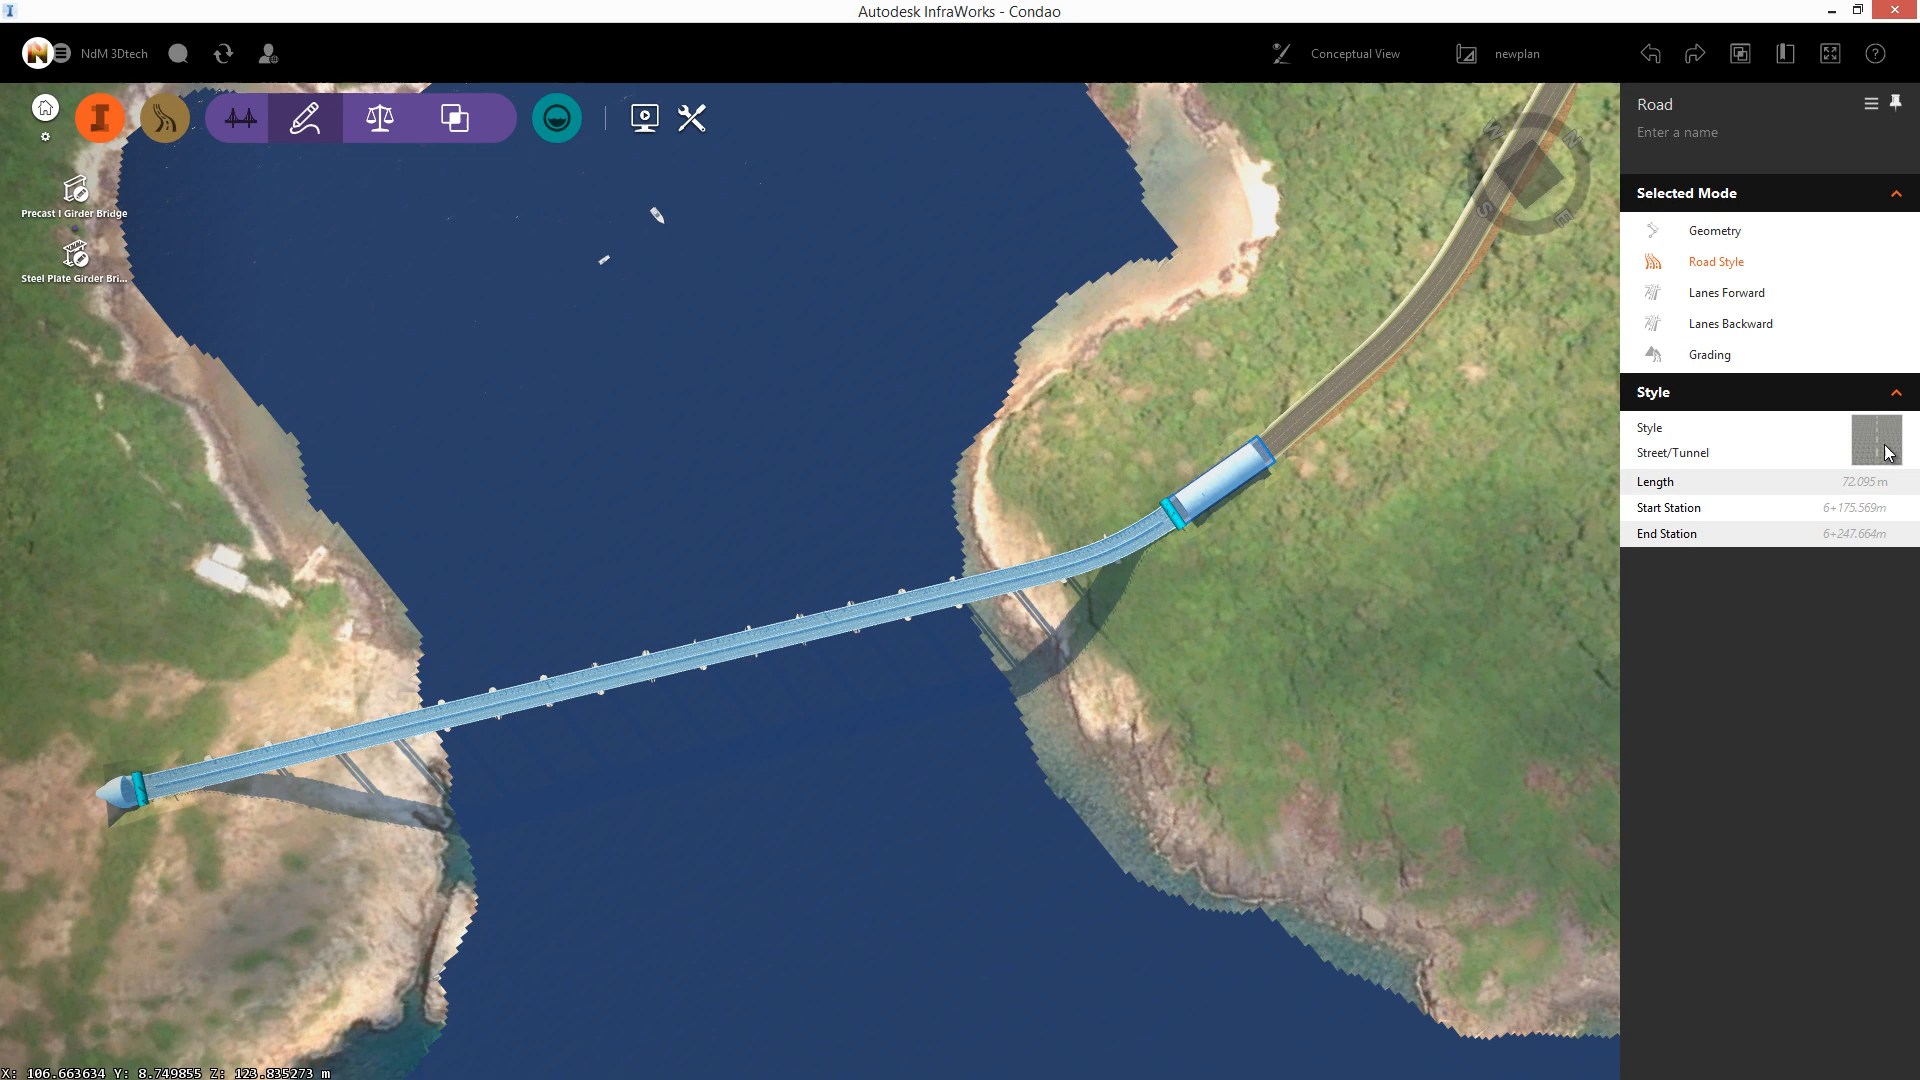 Autodesk InfraWorks - Condao
NdM 3Dtech
Conceptual View
newplan
Precast I Girder Bridge
Steel Plate Girder Bri...
W
N
S
E
Road
Enter a name
Selected Mode
Geometry
Road Style
Lanes Forward
Lanes Backward
Grading
Style
Style
Street/Tunnel
Length 72.095 m
Start Station 6+175.569m
End Station 6+247.664m
X: 106.663634 Y: 8.749855 Z: 123.835273 m